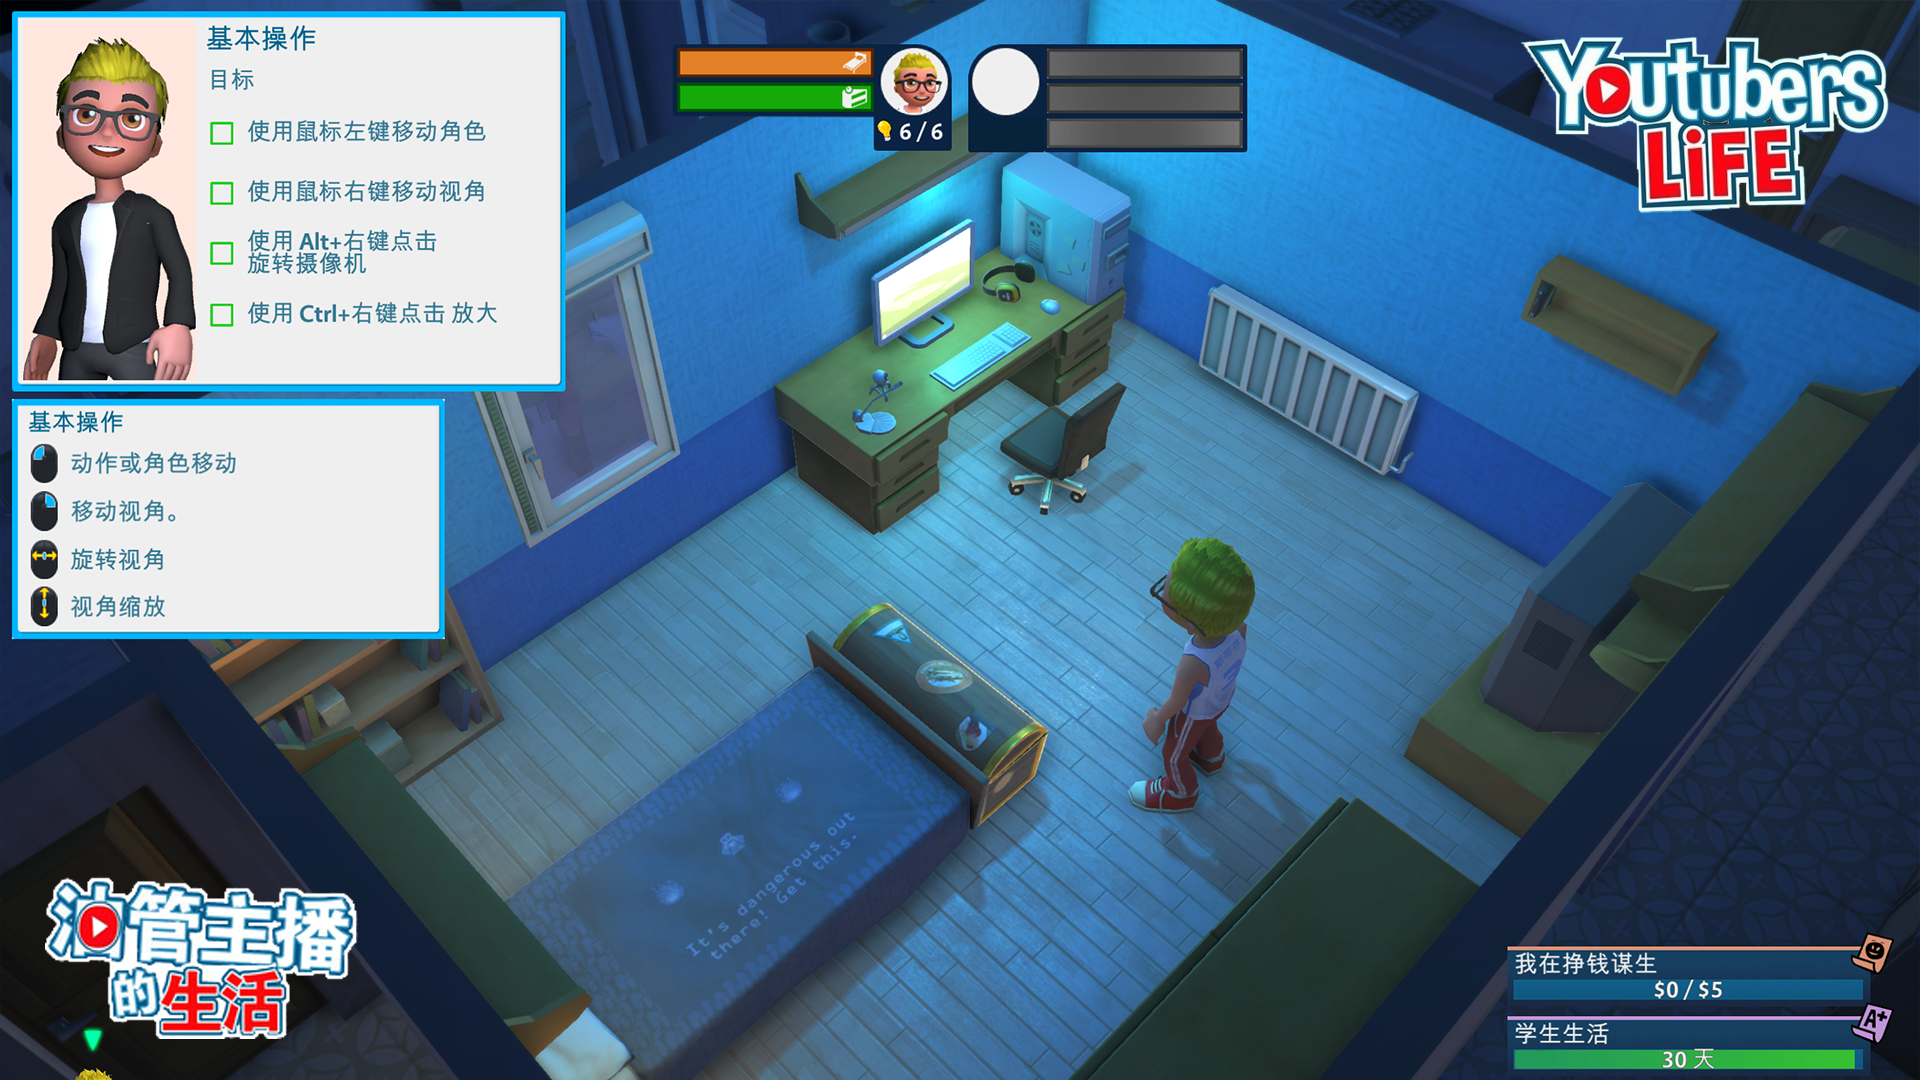 基本操作
目标
使用鼠标左键移动角色
使用鼠标右键移动视角
使用 Alt+右键点击
旋转摄像机
使用 Ctrl+右键点击 放大
基本操作
动作或角色移动
移动视角。
旋转视角
视角缩放
6/6
Youtubers
LiFE
It's dangerous out
there! Get this.
油管主播
的生活
我在挣钱谋生
$0/$5
学生生活
A+
30 天